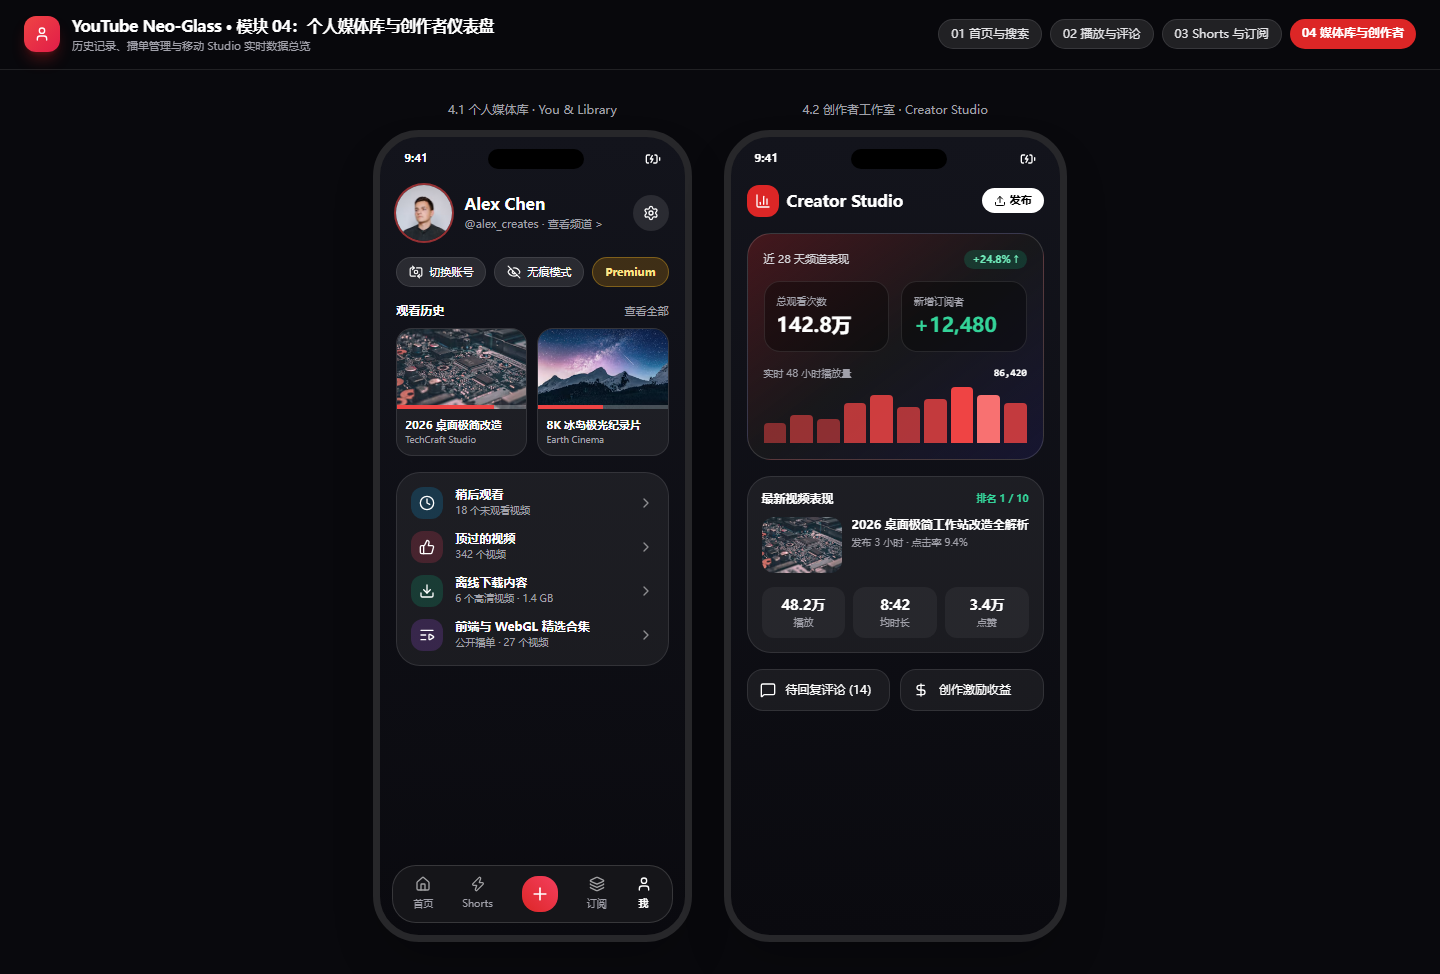 YouTube Neo-Glass • 模块 04：个人媒体库与创作者仪表盘
历史记录、播单管理与移动 Studio 实时数据总览
01 首页与搜索
02 播放与评论
03 Shorts 与订阅
04 媒体库与创作者
4.1 个人媒体库 · You & Library
9:41
Alex Chen
@alex_creates · 查看频道 >
切换账号
无痕模式
Premium
观看历史
查看全部
2026 桌面极简改造
TechCraft Studio
8K 冰岛极光纪录片
Earth Cinema
稍后观看
18 个未观看视频
顶过的视频
342 个视频
离线下载内容
6 个高清视频 · 1.4 GB
前端与 WebGL 精选合集
公开播单 · 27 个视频
首页
Shorts
订阅
我
4.2 创作者工作室 · Creator Studio
9:41
Creator Studio
发布
近 28 天频道表现
+24.8% ↑
总观看次数
142.8万
新增订阅者
+12,480
实时 48 小时播放量
86,420
最新视频表现
排名 1 / 10
2026 桌面极简工作站改造全解析
发布 3 小时 · 点击率 9.4%
48.2万
播放
8:42
均时长
3.4万
点赞
待回复评论 (14)
创作激励收益